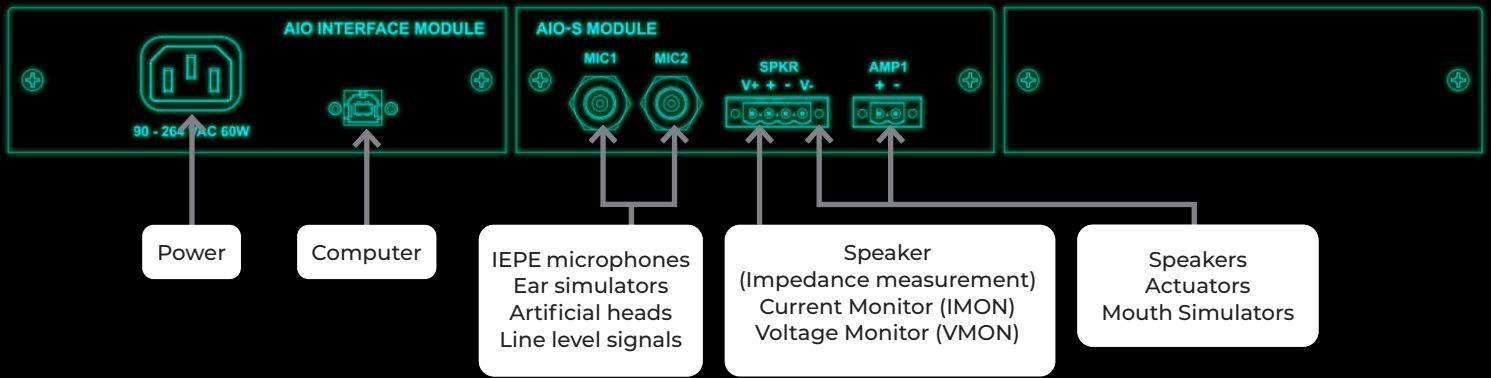 AIO INTERFACE MODULE
90 - 264 VAC 60W
AIO-S MODULE
MIC1
MIC2
SPKR
V+ + - V-
AMP1
+ -
Power
Computer
IEPE microphones
Ear simulators
Artificial heads
Line level signals
Speaker
(Impedance measurement)
Current Monitor (IMON)
Voltage Monitor (VMON)
Speakers
Actuators
Mouth Simulators